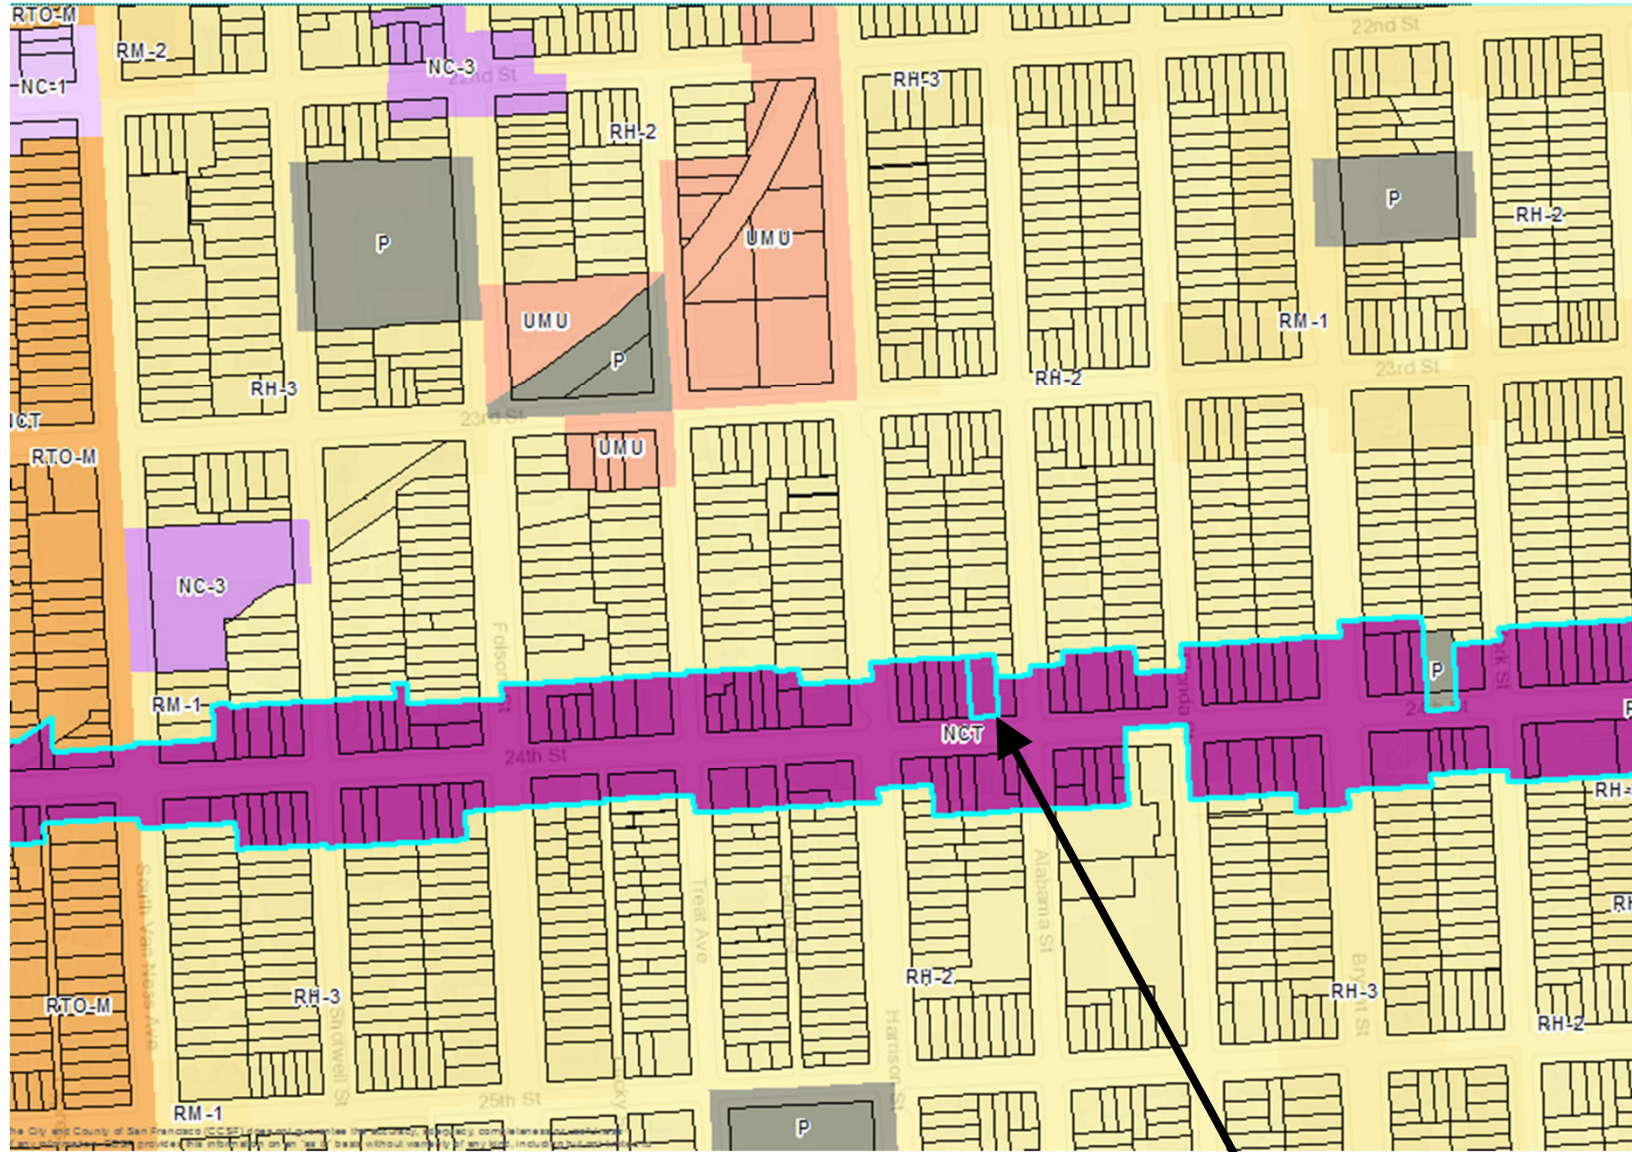 RTO-M
22nd St
RM-2
NC-3
22nd St
RH-3
NC-1
RH-2
P
RH-2
P
UMU
UMU
RM-1
P
23rd St
RH-2
RH-3
23rd St
NCT
UMU
RTO-M
NC-3
Folsom St
P
RM-1
24th St
NCT
24th St
RH-
South Van Ness Ave
Alabama St
Treat Ave
RH-2
RH-3
RH-3
Bryant St
RTO-M
Shotwell St
Harrison St
RH-2
25th St
RM-1
P